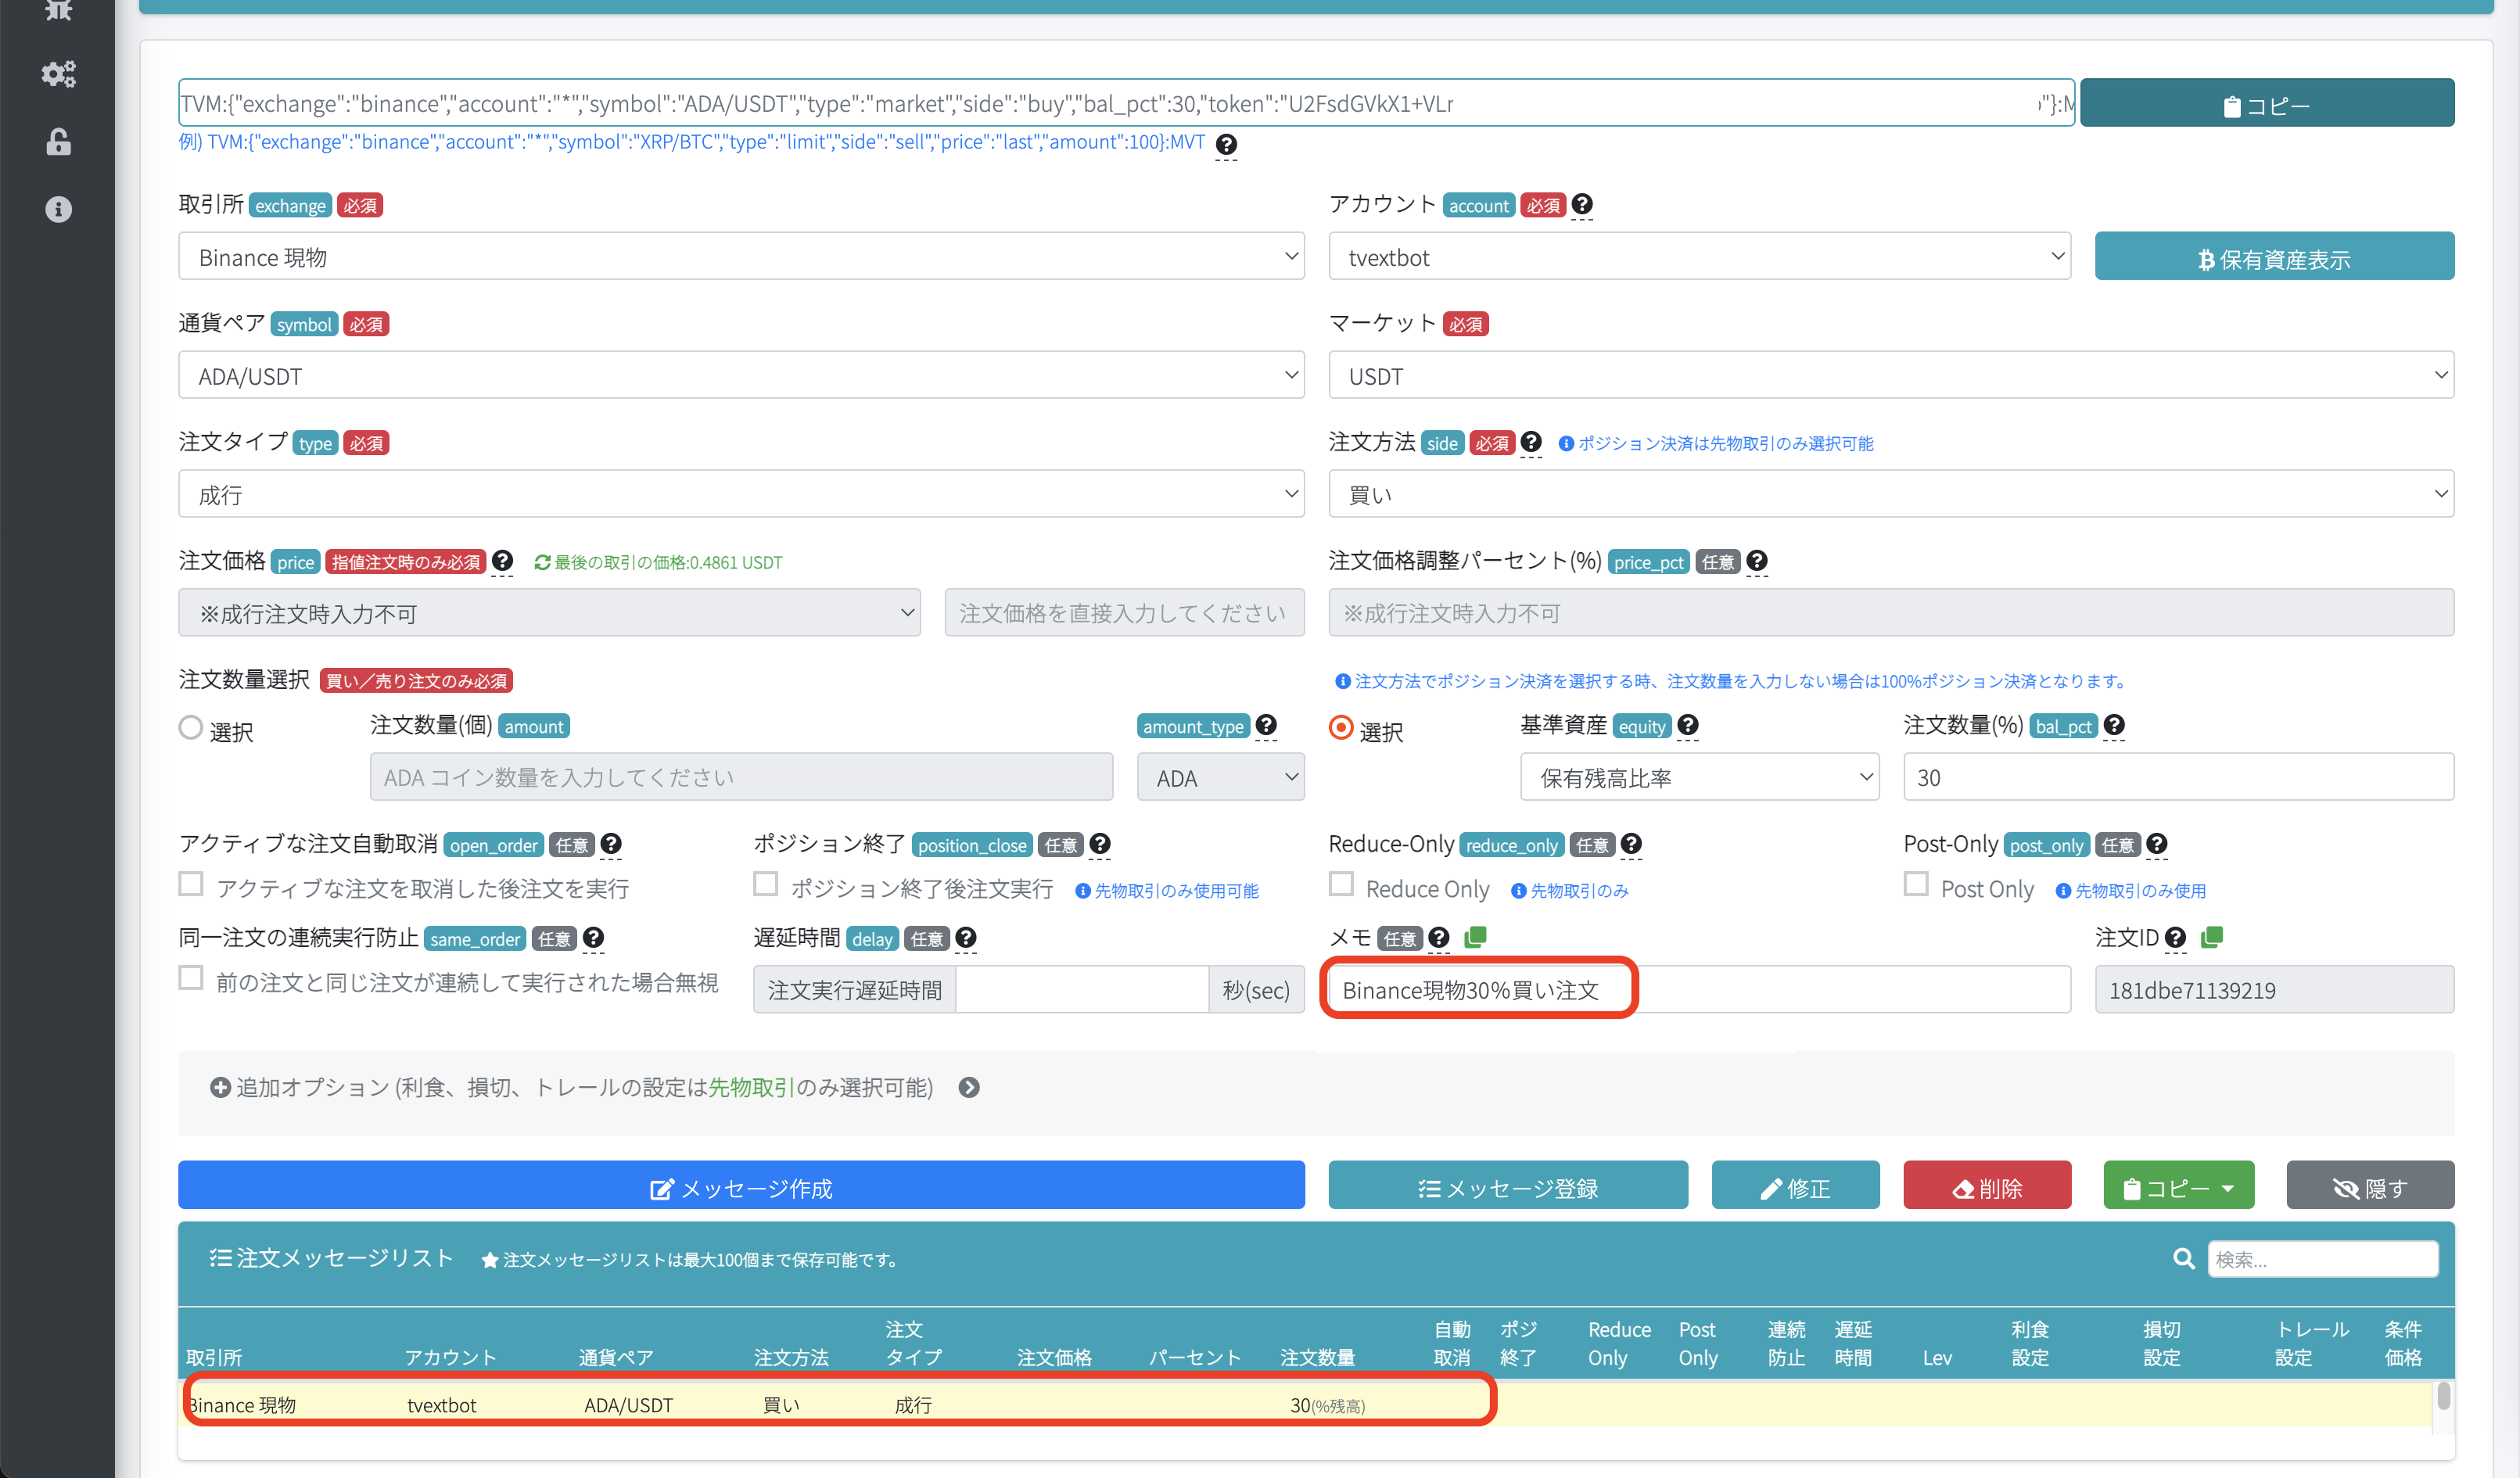 TVM:{"exchange":"binance","account":"*","symbol":"ADA/USDT","type":"market","side":"buy","bal_pct":30,"token":"U2FsdGVkX1+VLr "}:M
コピー
例) TVM:{"exchange":"binance","account":"*","symbol":"XRP/BTC","type":"limit","side":"sell","price":"last","amount":100}:MVT
取引所 exchange 必須
アカウント account 必須
Binance 現物
tvextbot
保有資産表示
通貨ペア symbol 必須
マーケット 必須
ADA/USDT
USDT
注文タイプ type 必須
注文方法 side 必須 ポジション決済は先物取引のみ選択可能
成行
買い
注文価格 price 指値注文時のみ必須 最後の取引の価格:0.4861 USDT
注文価格調整パーセント(%) price_pct 任意
※成行注文時入力不可
注文価格を直接入力してください
※成行注文時入力不可
注文数量選択 買い／売り注文のみ必須
注文方法でポジション決済を選択する時、注文数量を入力しない場合は100%ポジション決済となります。
選択
注文数量(個) amount
amount_type
選択
基準資産 equity
注文数量(%) bal_pct
ADA コイン数量を入力してください
ADA
保有残高比率
30
アクティブな注文自動取消 open_order 任意
ポジション終了 position_close 任意
Reduce-Only reduce_only 任意
Post-Only post_only 任意
アクティブな注文を取消した後注文を実行
ポジション終了後注文実行 先物取引のみ使用可能
Reduce Only 先物取引のみ
Post Only 先物取引のみ使用
同一注文の連続実行防止 same_order 任意
遅延時間 delay 任意
メモ 任意
注文ID
前の注文と同じ注文が連続して実行された場合無視
注文実行遅延時間
秒(sec)
Binance現物30%買い注文
181dbe71139219
追加オプション (利食、損切、トレールの設定は先物取引のみ選択可能)
メッセージ作成
メッセージ登録
修正
削除
コピー
隠す
注文メッセージリスト 注文メッセージリストは最大100個まで保存可能です。
検索...
取引所 アカウント 通貨ペア 注文方法 注文タイプ 注文価格 パーセント 注文数量 自動取消 ポジ終了 Reduce Only Post Only 連続防止 遅延時間 Lev 利食設定 損切設定 トレール設定 条件価格
Binance 現物 tvextbot ADA/USDT 買い 成行 30(%残高)